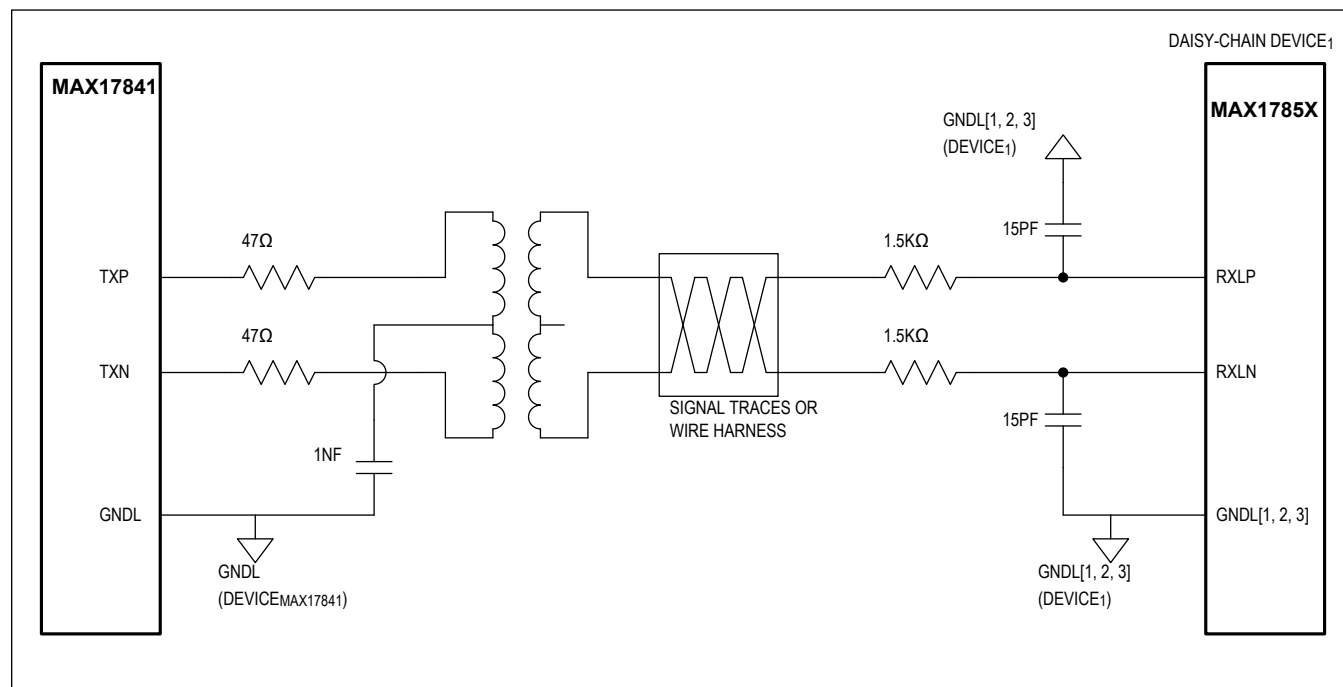 DAISY-CHAIN DEVICE1
MAX17841
MAX1785X
GNDL[1, 2, 3]
(DEVICE1)
47Ω
15PF
1.5KΩ
TXP
RXLP
47Ω
1.5KΩ
TXN
RXLN
SIGNAL TRACES OR
WIRE HARNESS
15PF
1NF
GNDL
GNDL[1, 2, 3]
GNDL
(DEVICEMAX17841)
GNDL[1, 2, 3]
(DEVICE1)